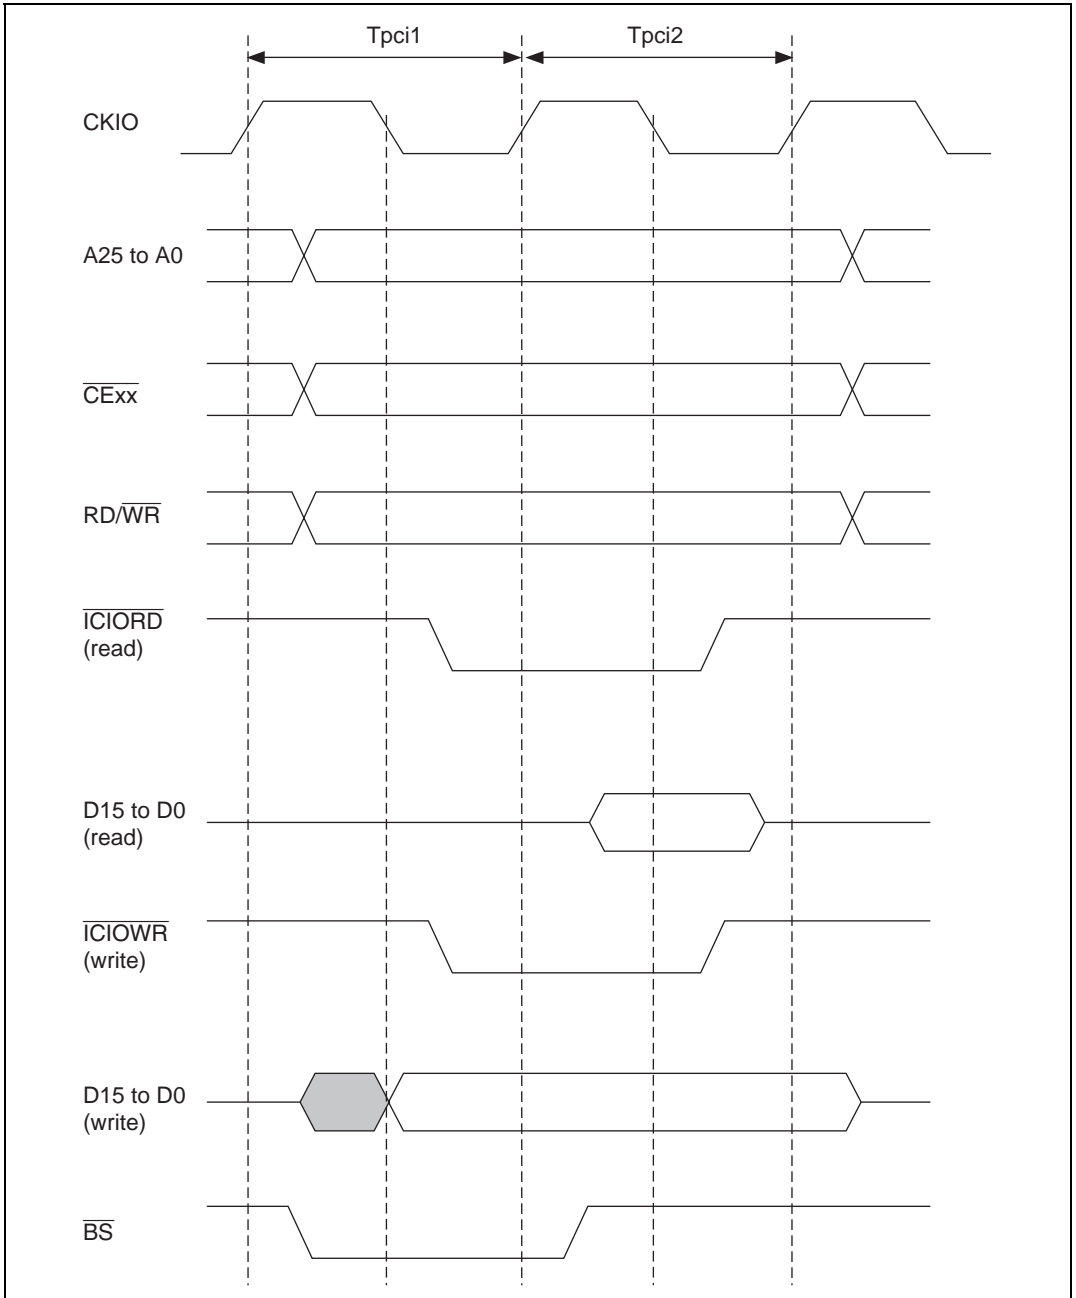 Tpci1 Tpci2
CKIO
A25 to A0
CExx
RD/WR
ICIORD
(read)
D15 to D0
(read)
ICIOWR
(write)
D15 to D0
(write)
BS